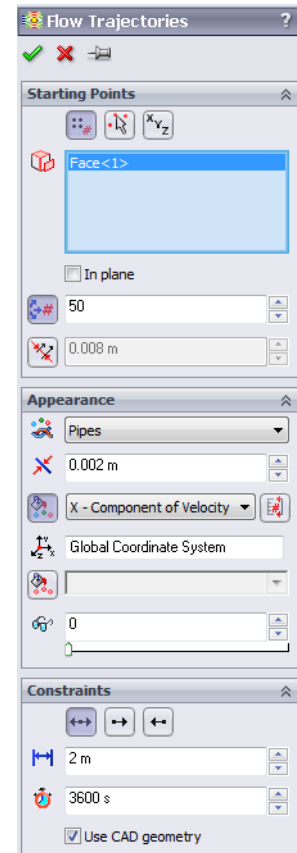 Flow Trajectories ?
Starting Points
# X Y Z
Face<1>
In plane
# 50
0.008 m
Appearance
Pipes
0.002 m
X - Component of Velocity #
Y Z X Global Coordinate System
0
Constraints
2 m
3600 s
Use CAD geometry